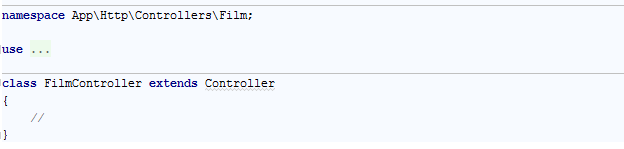 namespace App\Http\Controllers\Film;
use ...
class FilmController extends Controller
{
//
}